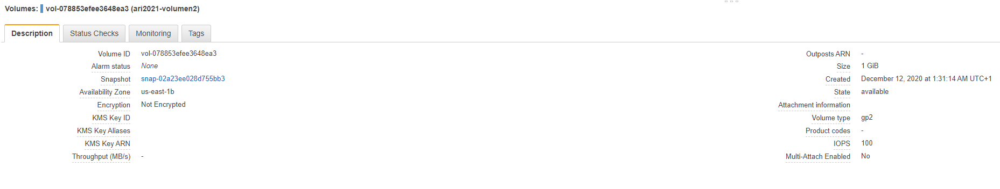 Volumes: vol-078853efee3648ea3 (ari2021-volumen2)
Description Status Checks Monitoring Tags
Volume ID vol-078853efee3648ea3
Alarm status None
Snapshot snap-02a23ee028d755bb3
Availability Zone us-east-1b
Encryption Not Encrypted
KMS Key ID
KMS Key Aliases
KMS Key ARN
Throughput (MB/s) -
Outposts ARN -
Size 1 GiB
Created December 12, 2020 at 1:31:14 AM UTC+1
State available
Attachment information
Volume type gp2
Product codes -
IOPS 100
Multi-Attach Enabled No